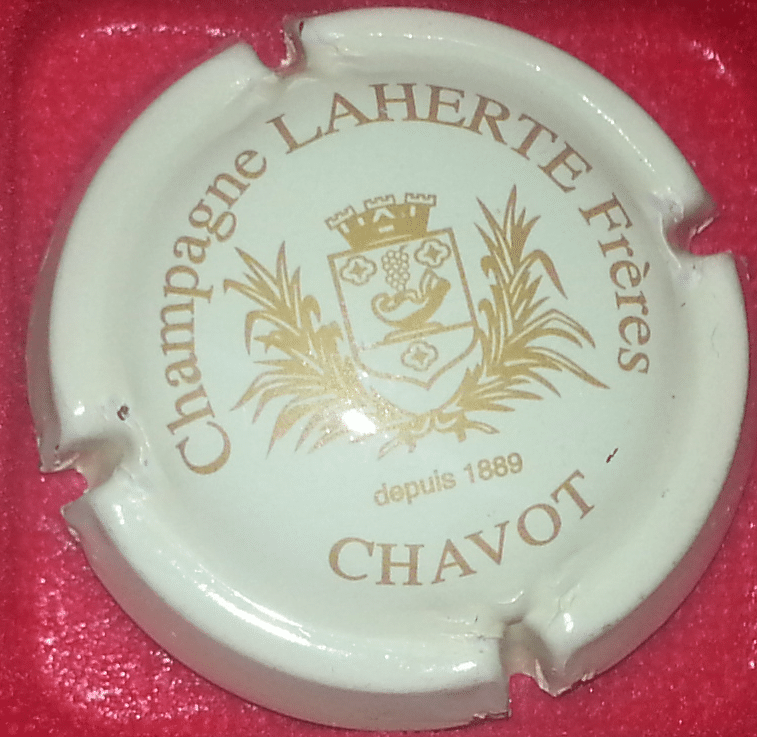 Champagne LAHERTE Frères
depuis 1889
CHAVOT